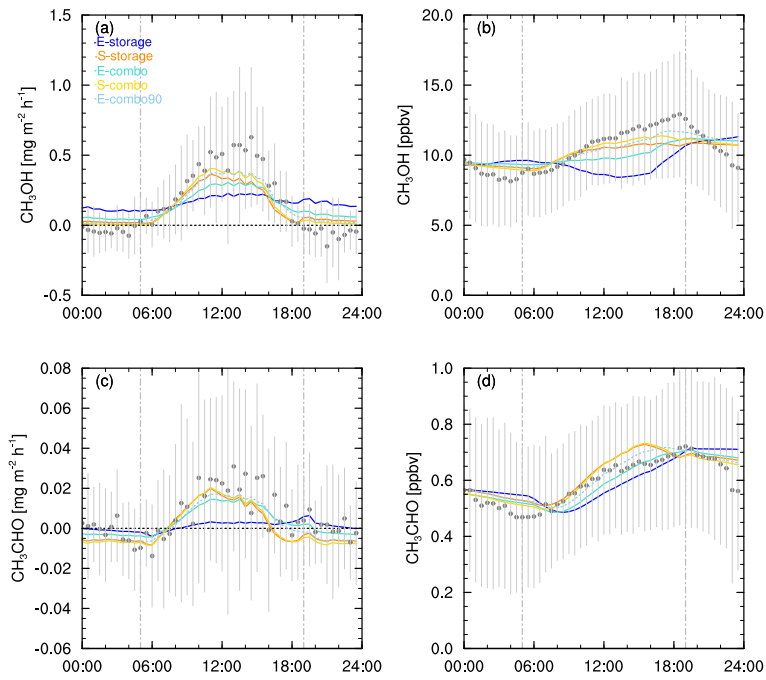 (a)
E-storage
S-storage
E-combo
S-combo
E-combo90
CH₃OH [mg m⁻² h⁻¹]
1.5
1.0
0.5
0.0
-0.5
00:00 06:00 12:00 18:00 24:00
(b)
CH₃OH [ppbv]
20.0
15.0
10.0
5.0
0.0
00:00 06:00 12:00 18:00 24:00
(c)
CH₃CHO [mg m⁻² h⁻¹]
0.08
0.06
0.04
0.02
0.00
-0.02
-0.04
-0.06
00:00 06:00 12:00 18:00 24:00
(d)
CH₃CHO [ppbv]
1.0
0.8
0.6
0.4
0.2
0.0
00:00 06:00 12:00 18:00 24:00